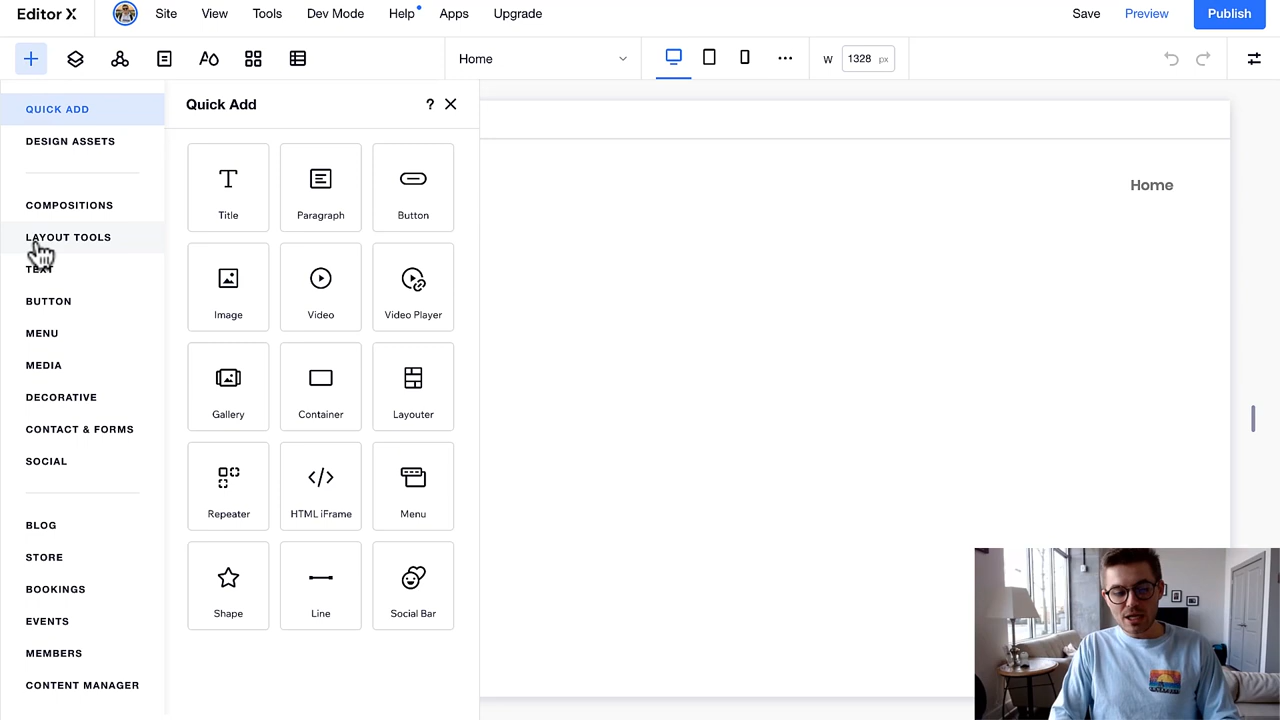 Editor X
Site
View
Tools
Dev Mode
Help
Apps
Upgrade
Save
Preview
Publish
Home
W
1328
px
QUICK ADD
DESIGN ASSETS
COMPOSITIONS
LAYOUT TOOLS
TEXT
BUTTON
MENU
MEDIA
DECORATIVE
CONTACT & FORMS
SOCIAL
BLOG
STORE
BOOKINGS
EVENTS
MEMBERS
CONTENT MANAGER
Quick Add
?
Title
Paragraph
Button
Image
Video
Video Player
Gallery
Container
Layouter
Repeater
HTML iFrame
Menu
Shape
Line
Social Bar
Home